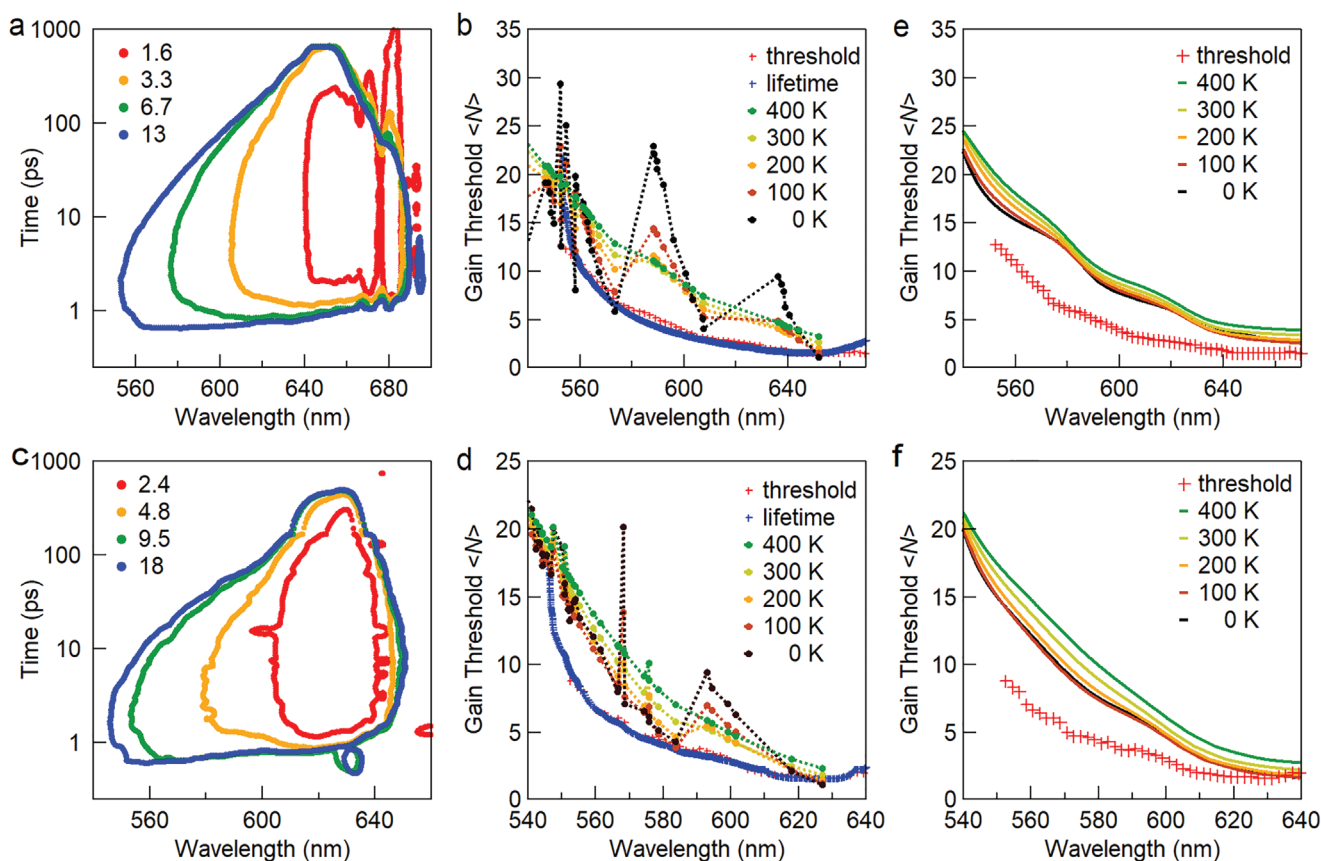 a
1000
100
10
1
Time (ps)
1.6
3.3
6.7
13
560
600
640
680
Wavelength (nm)
b
35
30
25
20
15
10
5
0
Gain Threshold <N>
threshold
lifetime
400 K
300 K
200 K
100 K
0 K
560
600
640
Wavelength (nm)
e
35
30
25
20
15
10
5
0
Gain Threshold <N>
threshold
400 K
300 K
200 K
100 K
0 K
560
600
640
Wavelength (nm)
c
1000
100
10
1
Time (ps)
2.4
4.8
9.5
18
560
600
640
Wavelength (nm)
d
25
20
15
10
5
0
Gain Threshold <N>
threshold
lifetime
400 K
300 K
200 K
100 K
0 K
540
560
580
600
620
640
Wavelength (nm)
f
25
20
15
10
5
0
Gain Threshold <N>
threshold
400 K
300 K
200 K
100 K
0 K
540
560
580
600
620
640
Wavelength (nm)